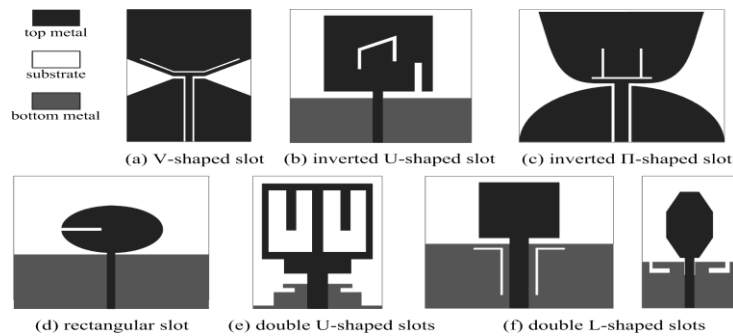 top metal
substrate
bottom metal
(a) V-shaped slot
(b) inverted U-shaped slot
(c) inverted Π-shaped slot
(d) rectangular slot
(e) double U-shaped slots
(f) double L-shaped slots